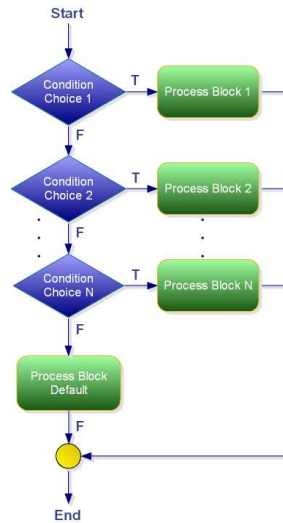 Start
Condition
Choice 1
T
Process Block 1
F
Condition
Choice 2
T
Process Block 2
F
Condition
Choice N
T
Process Block N
F
Process Block
Default
F
End